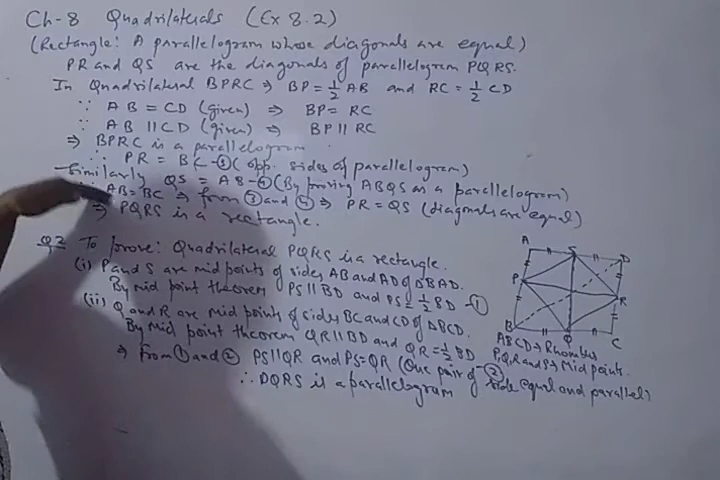 Ch-8 Quadrilaterals (Ex 8.2)
(Rectangle: A parallelogram whose diagonals are equal)
PR and QS are the diagonals of parallelogram PQRS.
In Quadrilateral BPRC ⇒ BP = 1/2 AB and RC = 1/2 CD
∵ AB = CD (given) ⇒ BP = RC
∵ AB || CD (given) ⇒ BP || RC
⇒ BPRC is a parallelogram
∴ PR = BC -③ (opp. sides of parallelogram)
Similarly QS = AB -④ (By proving ABQS as a parallelogram)
AB = BC ⇒ from ③ and ④ ⇒ PR = QS (diagonals are equal)
⇒ PQRS is a rectangle.
Q2 To prove: Quadrilateral PQRS is a rectangle.
(i) P and S are mid points of sides AB and AD of ΔBAD.
By mid point theorem PS || BD and PS = 1/2 BD -①
(ii) Q and R are mid points of sides BC and CD of ΔBCD.
By Mid point theorem QR || BD and QR = 1/2 BD -②
⇒ from ① and ② PS || QR and PS = QR (One pair of side equal and parallel)
∴ PQRS is a parallelogram
A
S
D
P
R
B
Q
C
ABCD → Rhombus
P, Q, R and S → Mid points.